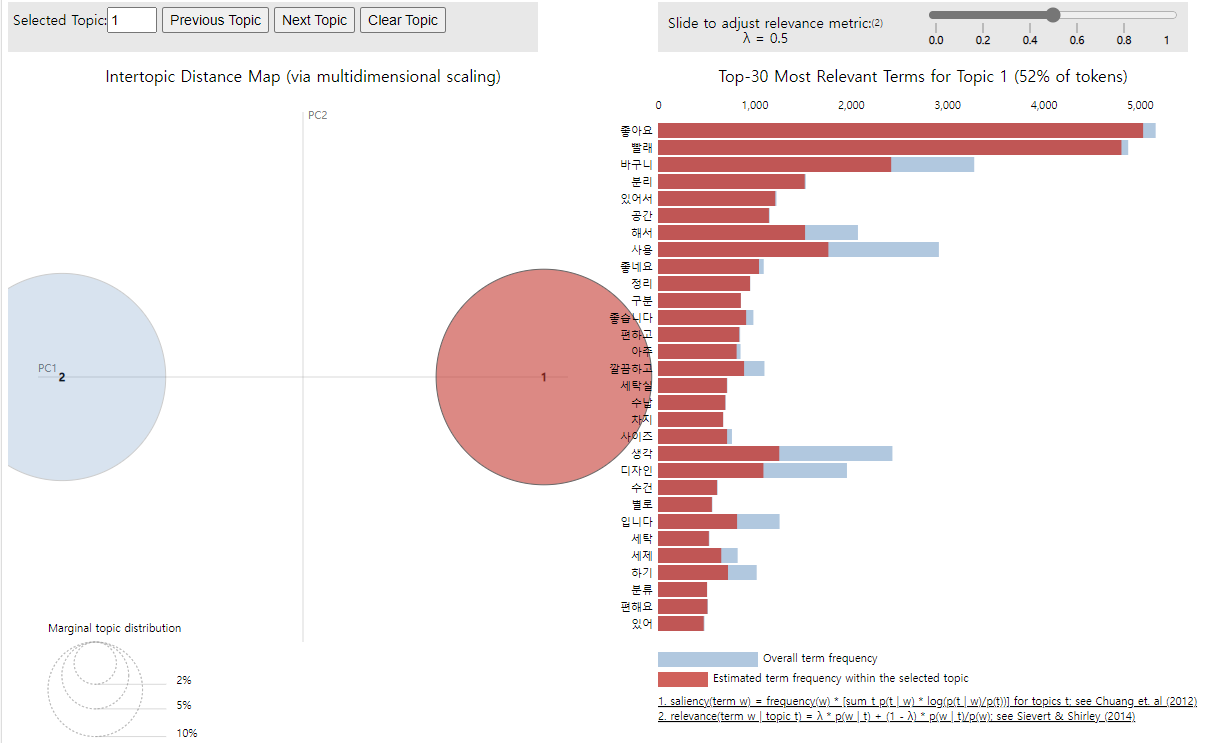 Selected Topic: 1 Previous Topic Next Topic Clear Topic
Slide to adjust relevance metric:(2)
λ = 0.5
0.0 0.2 0.4 0.6 0.8 1
Intertopic Distance Map (via multidimensional scaling)
PC2
PC1
2
1
Marginal topic distribution
2%
5%
10%
Top-30 Most Relevant Terms for Topic 1 (52% of tokens)
0 1,000 2,000 3,000 4,000 5,000
좋아요
빨래
바구니
분리
있어서
공간
해서
사용
좋네요
정리
구분
좋습니다
편하고
아주
깔끔하고
세탁실
수납
차지
사이즈
생각
디자인
수건
별로
입니다
세탁
세제
하기
분류
편해요
있어
Overall term frequency
Estimated term frequency within the selected topic
1. saliency(term w) = frequency(w) * [sum_t p(t | w) * log(p(t | w)/p(t))] for topics t; see Chuang et. al (2012)
2. relevance(term w | topic t) = λ * p(w | t) + (1 - λ) * p(w | t)/p(w); see Sievert & Shirley (2014)